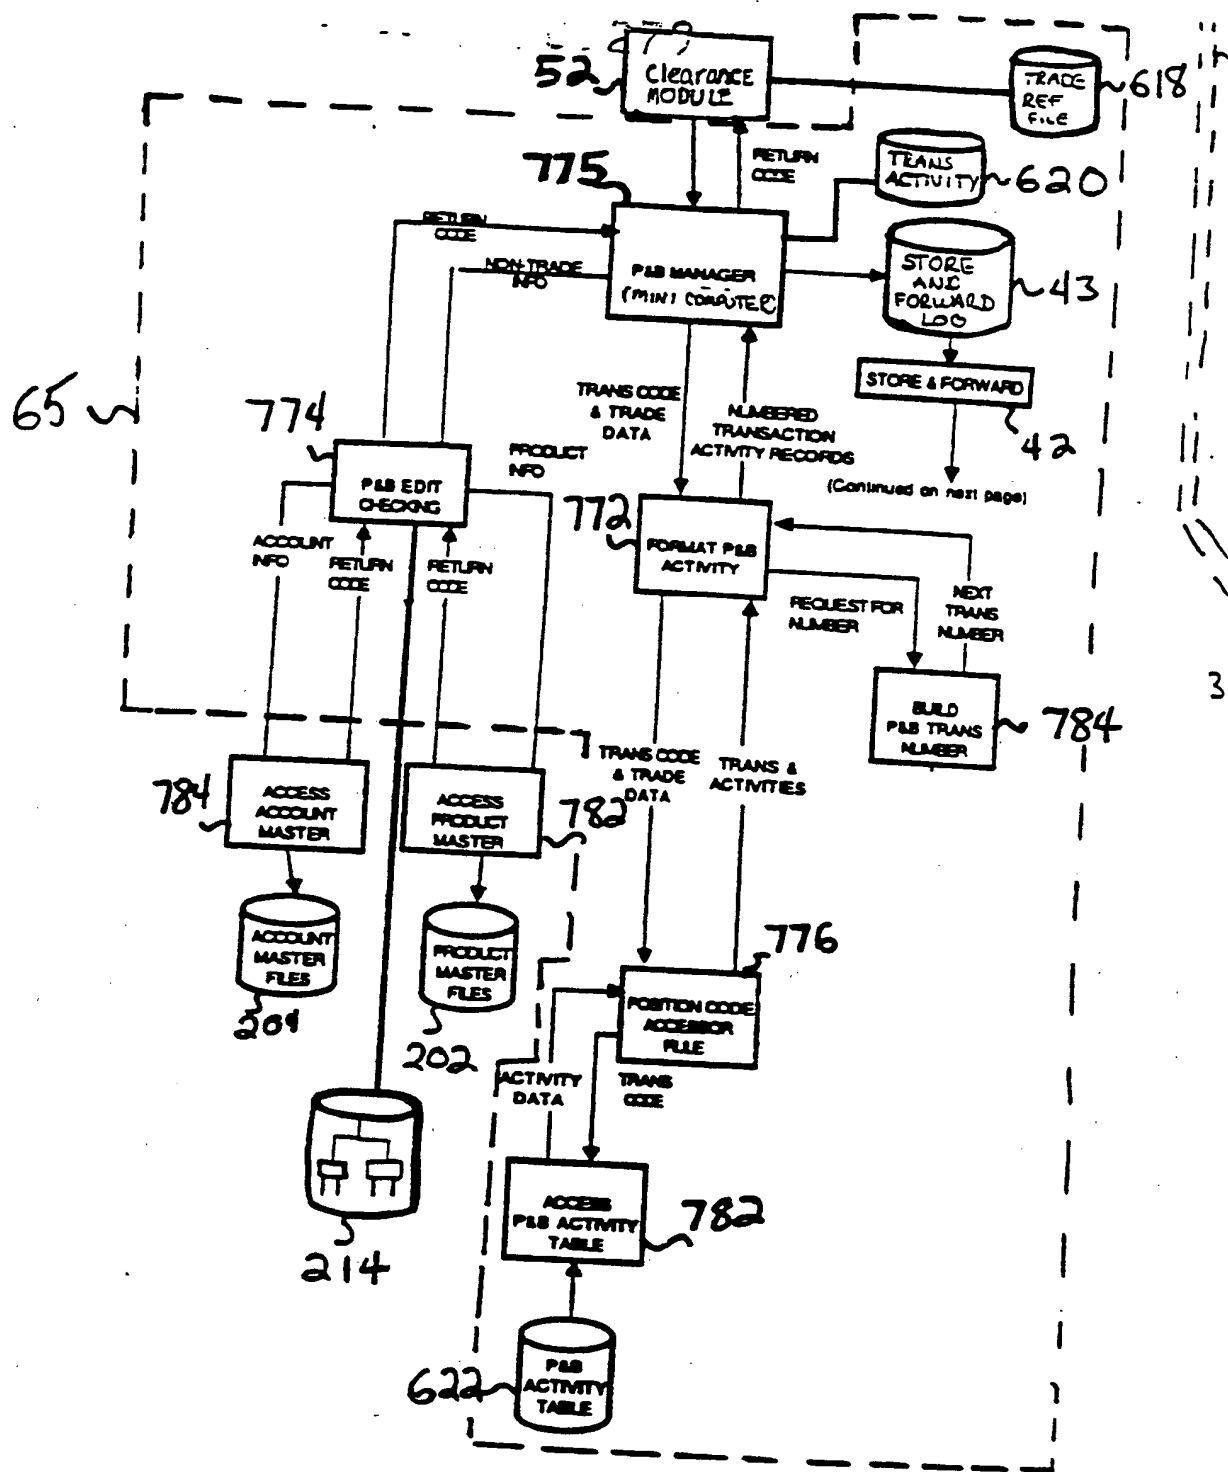 52
Clearance
MODULE
TRADE
REF
FILE
618
775
RETURN
CODE
TRANS
ACTIVITY
620
RETURN
CODE
NON-TRADE
INFO
P&B MANAGER
(MINI COMPUTER)
STORE
AND
FORWARD
LOG
43
STORE & FORWARD
42
(Continued on next page)
65
774
P&B EDIT
CHECKING
PRODUCT
INFO
TRANS CODE
& TRADE
DATA
NUMBERED
TRANSACTION
ACTIVITY RECORDS
772
FORMAT P&B
ACTIVITY
ACCOUNT
INFO
RETURN
CODE
RETURN
CODE
REQUEST FOR
NUMBER
NEXT
TRANS
NUMBER
3
BUILD
P&B TRANS
NUMBER
784
784
ACCESS
ACCOUNT
MASTER
ACCESS
PRODUCT
MASTER
782
TRANS CODE
& TRADE
DATA
TRANS &
ACTIVITIES
ACCOUNT
MASTER
FILES
204
PRODUCT
MASTER
FILES
202
776
POSITION CODE
ACCESSOR
FILE
ACTIVITY
DATA
TRANS
CODE
214
ACCESS
P&B ACTIVITY
TABLE
782
622
P&B
ACTIVITY
TABLE